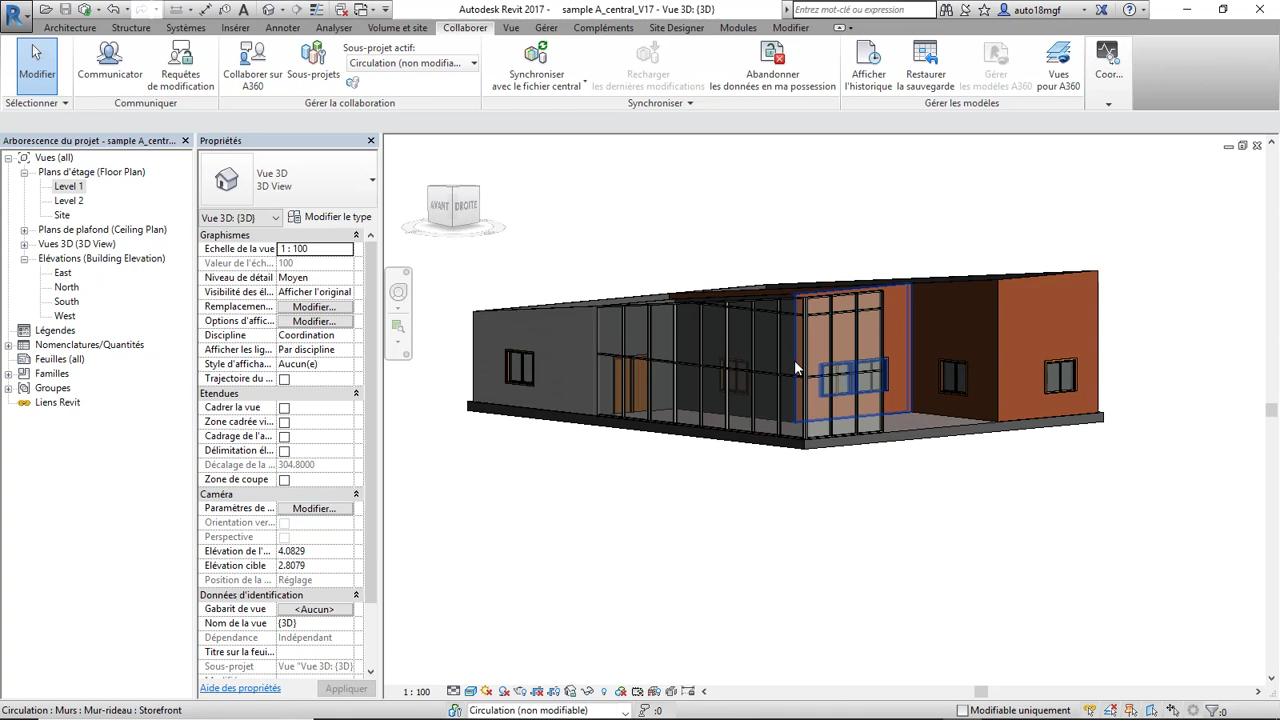 Autodesk Revit 2017 - sample A_central_V17 - Vue 3D: {3D}
Entrez mot-clé ou expression
auto18mgf
Architecture Structure Systèmes Insérer Annoter Analyser Volume et site Collaborer Vue Gérer Compléments Site Designer Modules Modifier
Modifier
Communicator
Requêtes
de modification
Collaborer sur
A360
Sous-projets
Sous-projet actif:
Circulation (non modifia...
Synchroniser
avec le fichier central
Recharger
les dernières modifications
Abandonner
les données en ma possession
Afficher
l'historique
Restaurer
la sauvegarde
Gérer
les modèles A360
Vues
pour A360
Coor...
Sélectionner
Communiquer
Gérer la collaboration
Synchroniser
Gérer les modèles
Arborescence du projet - sample A_centr...
Vues (all)
Plans d'étage (Floor Plan)
Level 1
Level 2
Site
Plans de plafond (Ceiling Plan)
Vues 3D (3D View)
Elévations (Building Elevation)
East
North
South
West
Légendes
Nomenclatures/Quantités
Feuilles (all)
Familles
Groupes
Liens Revit
Propriétés
Vue 3D
3D View
Vue 3D: {3D}
Modifier le type
Graphismes
Echelle de la vue 1 : 100
Valeur de l'éch... 100
Niveau de détail Moyen
Visibilité des él... Afficher l'original
Remplacemen... Modifier...
Options d'affic... Modifier...
Discipline Coordination
Afficher les lig... Par discipline
Style d'afficha... Aucun(e)
Trajectoire du ...
Etendues
Cadrer la vue
Zone cadrée vi...
Cadrage de l'a...
Délimitation él...
Décalage de la ... 304.8000
Zone de coupe
Caméra
Paramètres de ... Modifier...
Orientation ver...
Perspective
Elévation de l'... 4.0829
Elévation cible 2.8079
Position de la ... Réglage
Données d'identification
Gabarit de vue <Aucun>
Nom de la vue {3D}
Dépendance Indépendant
Titre sur la feui...
Sous-projet Vue "Vue 3D: {3D}
Aide des propriétés
Appliquer
AVANT DROITE
1 : 100
Circulation : Murs : Mur-rideau : Storefront
Circulation (non modifiable)
:0
Modifiable uniquement
:0